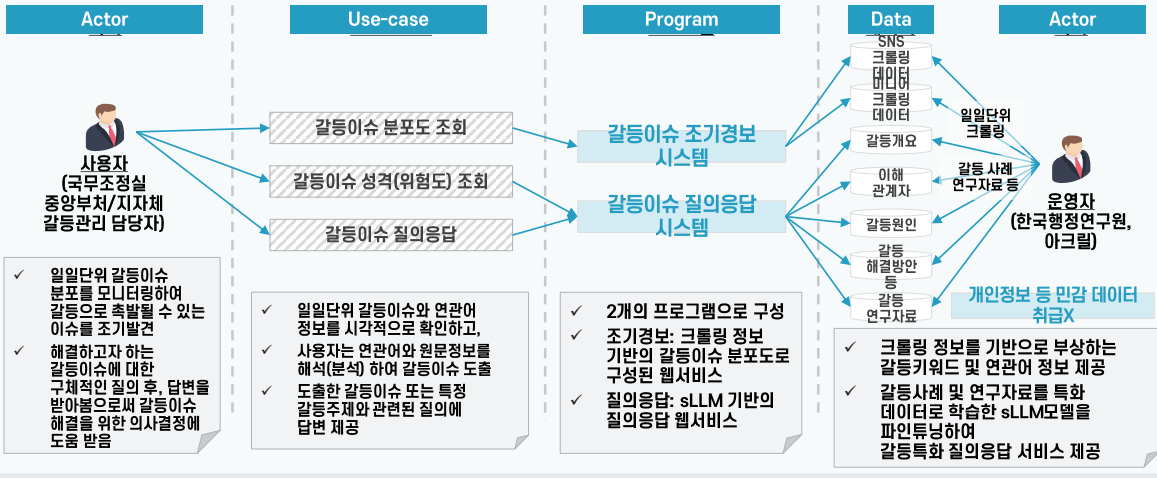 Actor
Use-case
Program
Data
Actor
사용자
(국무조정실
중앙부처/지자체
갈등관리 담당자)
✓ 일일단위 갈등이슈
분포를 모니터링하여
갈등으로 촉발될 수 있는
이슈를 조기발견
✓ 해결하고자 하는
갈등이슈에 대한
구체적인 질의 후, 답변을
받아봄으로써 갈등이슈
해결을 위한 의사결정에
도움 받음
갈등이슈 분포도 조회
갈등이슈 성격(위험도) 조회
갈등이슈 질의응답
✓ 일일단위 갈등이슈와 연관어
정보를 시각적으로 확인하고,
✓ 사용자는 연관어와 원문정보를
해석(분석) 하여 갈등이슈 도출
✓ 도출한 갈등이슈 또는 특정
갈등주제와 관련된 질의에
답변 제공
갈등이슈 조기경보
시스템
갈등이슈 질의응답
시스템
✓ 2개의 프로그램으로 구성
✓ 조기경보: 크롤링 정보
기반의 갈등이슈 분포도로
구성된 웹서비스
✓ 질의응답: sLLM 기반의
질의응답 웹서비스
SNS
크롤링
데이터
미디어
크롤링
데이터
갈등개요
이해
관계자
갈등원인
갈등
해결방안
등
갈등
연구자료
일일단위
크롤링
갈등 사례
연구자료 등
운영자
(한국행정연구원,
아크릴)
개인정보 등 민감 데이터
취급X
✓ 크롤링 정보를 기반으로 부상하는
갈등키워드 및 연관어 정보 제공
✓ 갈등사례 및 연구자료를 특화
데이터로 학습한 sLLM모델을
파인튜닝하여
갈등특화 질의응답 서비스 제공